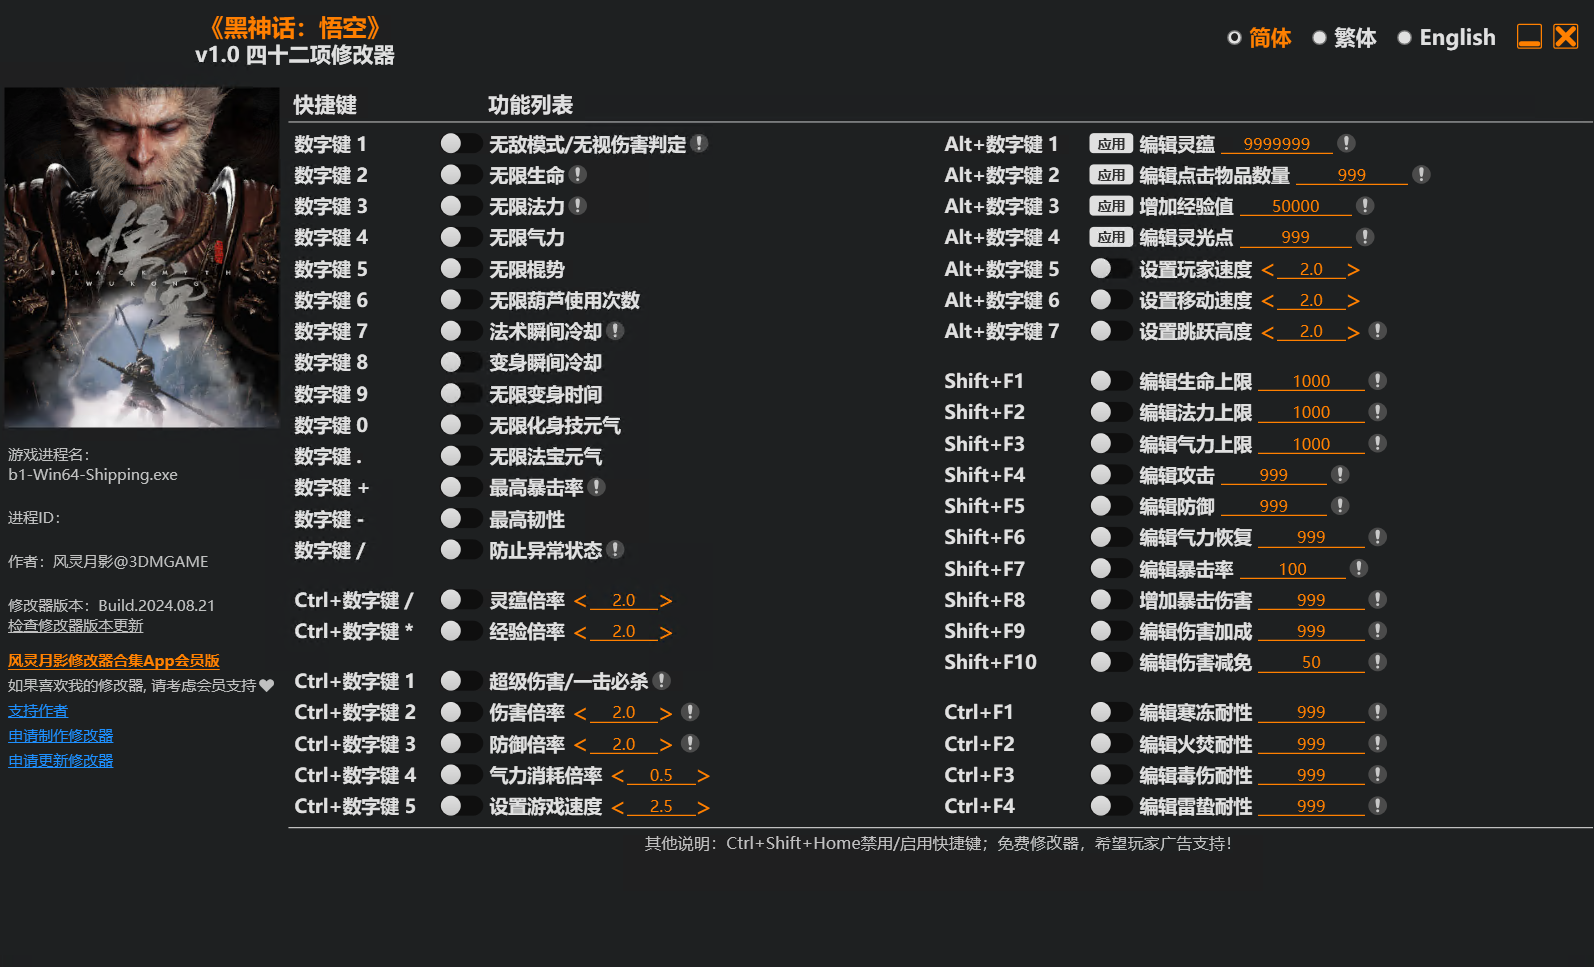 《黑神话：悟空》
v1.0 四十二项修改器
简体 繁体 English
悟空
BLACK MYTH
WUKONG
快捷键 功能列表
数字键 1 无敌模式/无视伤害判定
数字键 2 无限生命
数字键 3 无限法力
数字键 4 无限气力
数字键 5 无限棍势
数字键 6 无限葫芦使用次数
数字键 7 法术瞬间冷却
数字键 8 变身瞬间冷却
数字键 9 无限变身时间
数字键 0 无限化身技元气
数字键 . 无限法宝元气
数字键 + 最高暴击率
数字键 - 最高韧性
数字键 / 防止异常状态
Ctrl+数字键 / 灵蕴倍率 < 2.0 >
Ctrl+数字键 * 经验倍率 < 2.0 >
Ctrl+数字键 1 超级伤害/一击必杀
Ctrl+数字键 2 伤害倍率 < 2.0 >
Ctrl+数字键 3 防御倍率 < 2.0 >
Ctrl+数字键 4 气力消耗倍率 < 0.5 >
Ctrl+数字键 5 设置游戏速度 < 2.5 >
Alt+数字键 1 应用 编辑灵蕴 9999999
Alt+数字键 2 应用 编辑点击物品数量 999
Alt+数字键 3 应用 增加经验值 50000
Alt+数字键 4 应用 编辑灵光点 999
Alt+数字键 5 设置玩家速度 < 2.0 >
Alt+数字键 6 设置移动速度 < 2.0 >
Alt+数字键 7 设置跳跃高度 < 2.0 >
Shift+F1 编辑生命上限 1000
Shift+F2 编辑法力上限 1000
Shift+F3 编辑气力上限 1000
Shift+F4 编辑攻击 999
Shift+F5 编辑防御 999
Shift+F6 编辑气力恢复 999
Shift+F7 编辑暴击率 100
Shift+F8 增加暴击伤害 999
Shift+F9 编辑伤害加成 999
Shift+F10 编辑伤害减免 50
Ctrl+F1 编辑寒冻耐性 999
Ctrl+F2 编辑火焚耐性 999
Ctrl+F3 编辑毒伤耐性 999
Ctrl+F4 编辑雷蛰耐性 999
游戏进程名：
b1-Win64-Shipping.exe
进程ID：
作者：风灵月影@3DMGAME
修改器版本：Build.2024.08.21
检查修改器版本更新
风灵月影修改器合集App会员版
如果喜欢我的修改器, 请考虑会员支持
支持作者
申请制作修改器
申请更新修改器
其他说明：Ctrl+Shift+Home禁用/启用快捷键；免费修改器，希望玩家广告支持！